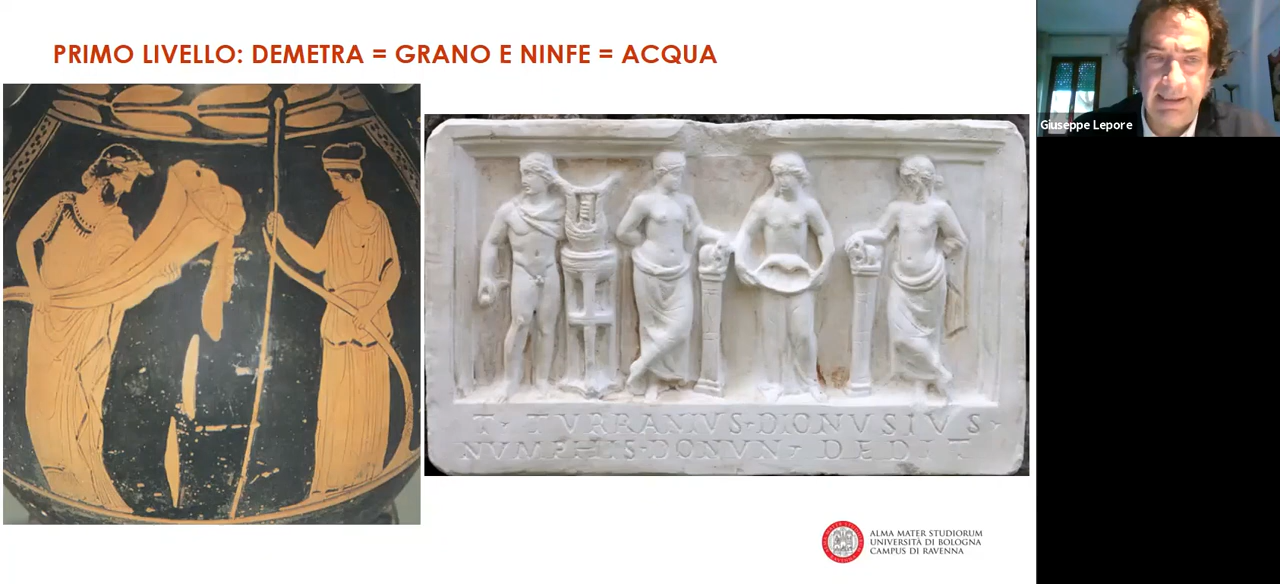 PRIMO LIVELLO: DEMETRA = GRANO E NINFE = ACQUA
Giuseppe Lepore
T · TVRRANIVS · DIONVSIVS ·
NVMPHIS · DONVN · DEDIT
ALMA MATER STUDIORUM
UNIVERSITÀ DI BOLOGNA
CAMPUS DI RAVENNA